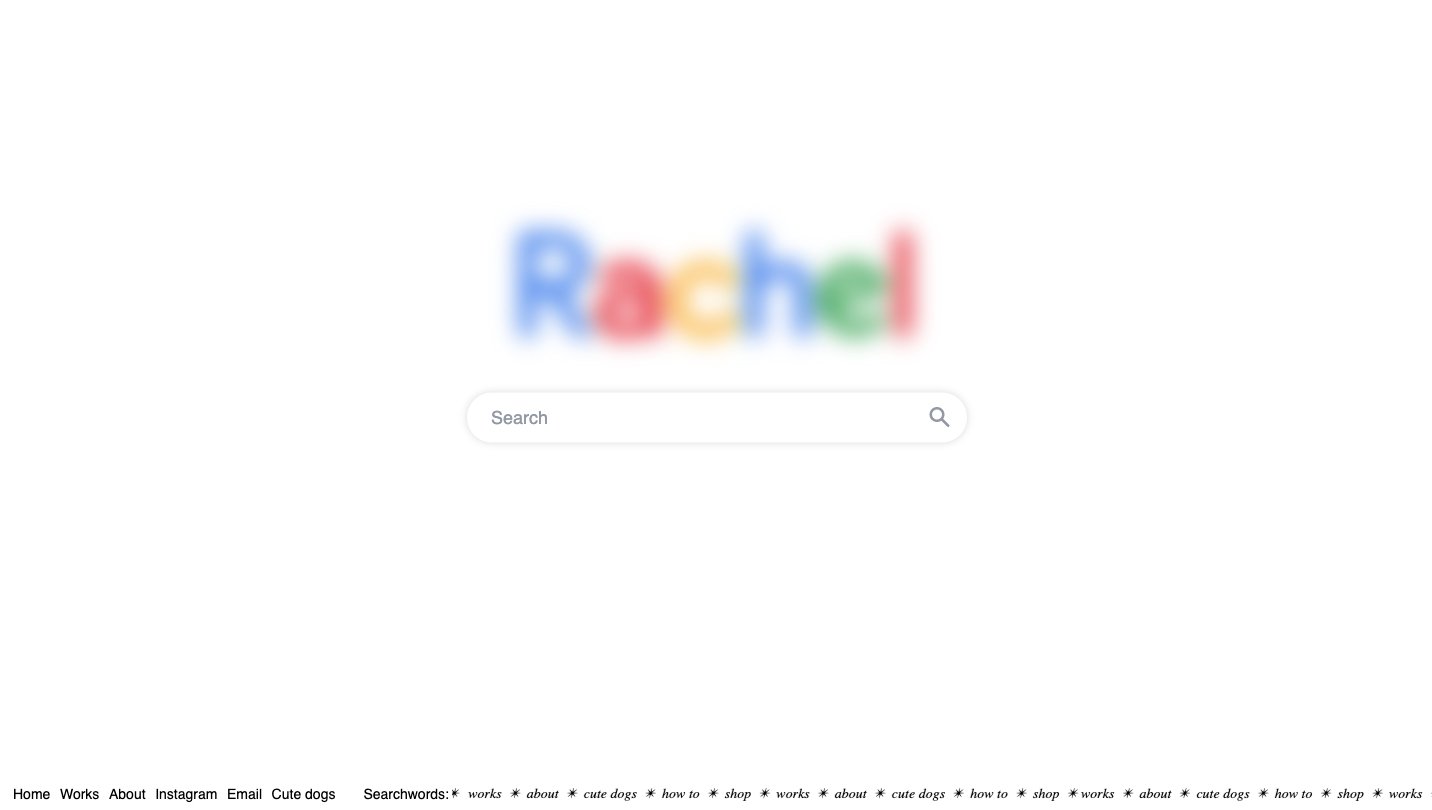 Rachel
Search
Home Works About Instagram Email Cute dogs Searchwords:✴ works ✴ about ✴ cute dogs ✴ how to ✴ shop ✴ works ✴ about ✴ cute dogs ✴ how to ✴ shop ✴ works ✴ about ✴ cute dogs ✴ how to ✴ shop ✴ works